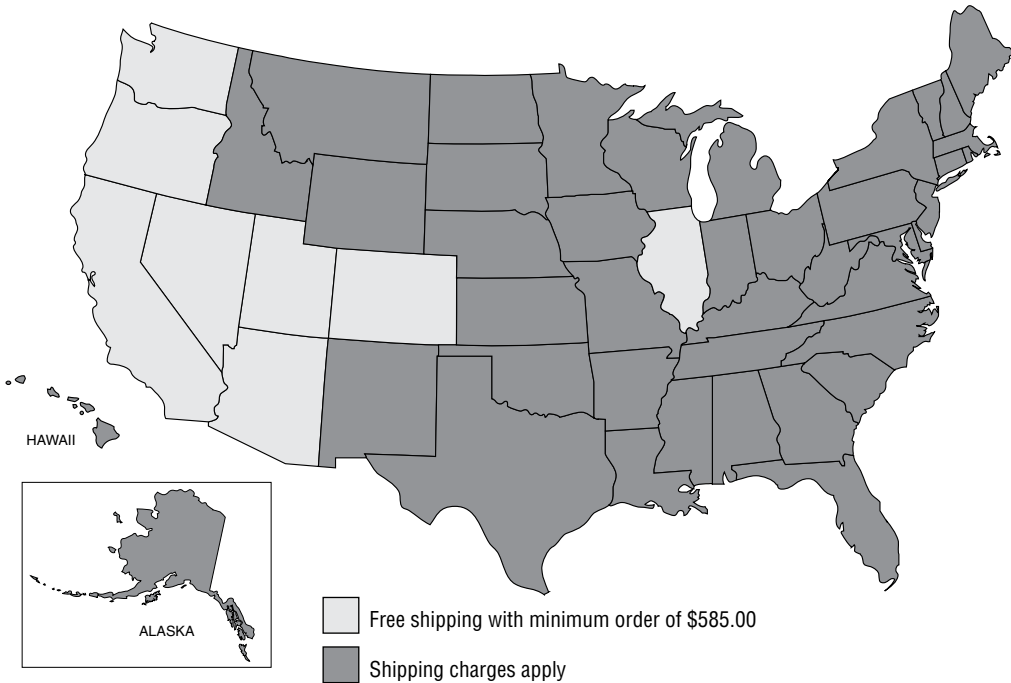 HAWAII
ALASKA
Free shipping with minimum order of $585.00
Shipping charges apply